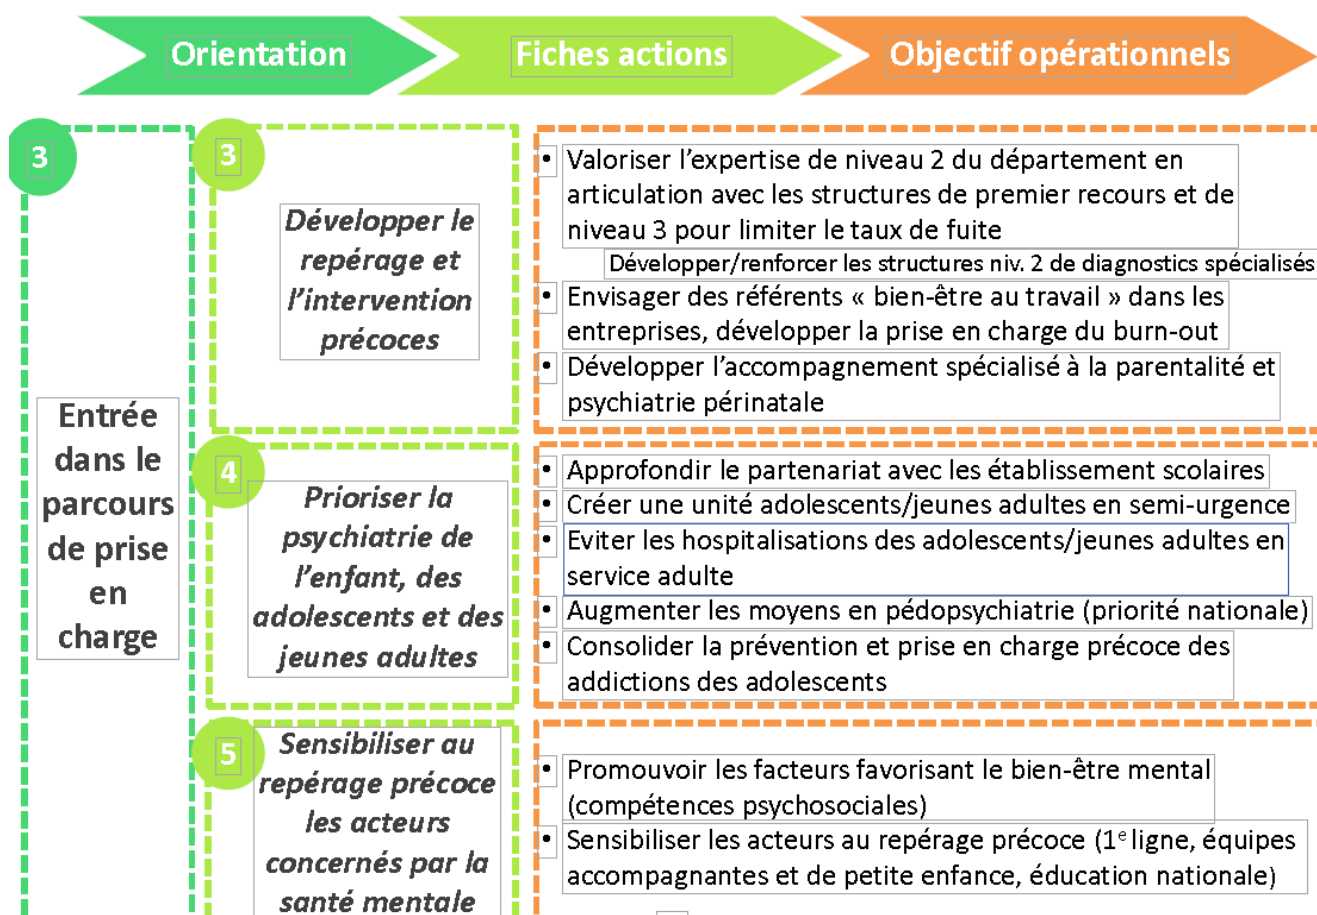 Orientation
Fiches actions
Objectif opérationnels
3
Entrée
dans le
parcours
de prise
en
charge
3
Développer le
repérage et
l’intervention
précoces
• Valoriser l’expertise de niveau 2 du département en
articulation avec les structures de premier recours et de
niveau 3 pour limiter le taux de fuite
Développer/renforcer les structures niv. 2 de diagnostics spécialisés
• Envisager des référents « bien-être au travail » dans les
entreprises, développer la prise en charge du burn-out
• Développer l’accompagnement spécialisé à la parentalité et
psychiatrie périnatale
4
Prioriser la
psychiatrie de
l’enfant, des
adolescents et des
jeunes adultes
• Approfondir le partenariat avec les établissement scolaires
• Créer une unité adolescents/jeunes adultes en semi-urgence
• Eviter les hospitalisations des adolescents/jeunes adultes en
service adulte
• Augmenter les moyens en pédopsychiatrie (priorité nationale)
• Consolider la prévention et prise en charge précoce des
addictions des adolescents
5
Sensibiliser au
repérage précoce
les acteurs
concernés par la
santé mentale
• Promouvoir les facteurs favorisant le bien-être mental
(compétences psychosociales)
• Sensibiliser les acteurs au repérage précoce (1ᵉ ligne, équipes
accompagnantes et de petite enfance, éducation nationale)